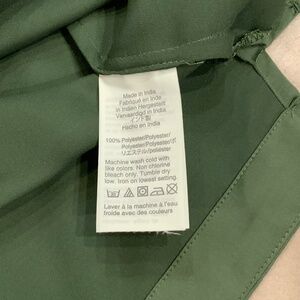 Made in India
Fabriqué en Inde
in Indien Hergestellt
Vervaardigd in India
インド製
Hecho en India
100% Polyester/Polyester/
Polyester/Polyester/ポ
リエステル/poliéster
Machine wash cold with
like colors. Non chlorine
bleach. Tumble dry
low. Iron on lowest setting.
Laver à la machine à l'eau
froide avec des couleurs